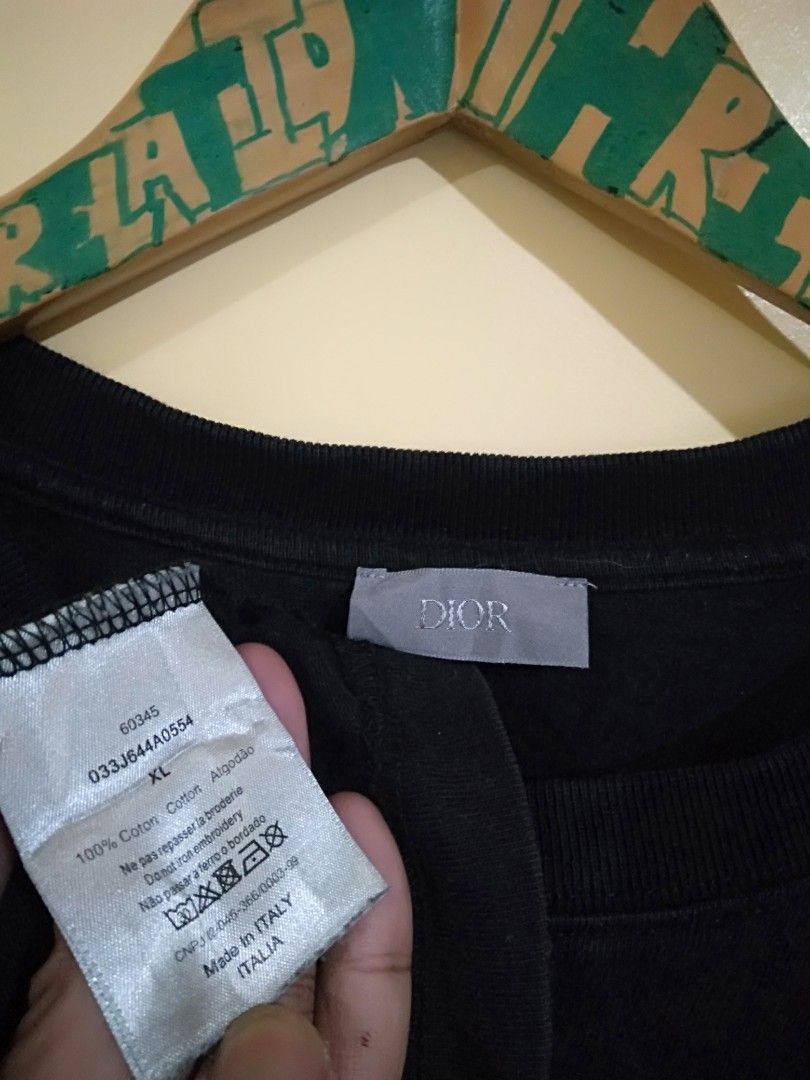 RELATION THRI
DIOR
60345
033J644A0554
XL
100% Coton Cotton Algodão
Ne pas repasser la broderie
Do not iron embroidery
Não passar a ferro o bordado
Made in ITALY
ITALIA